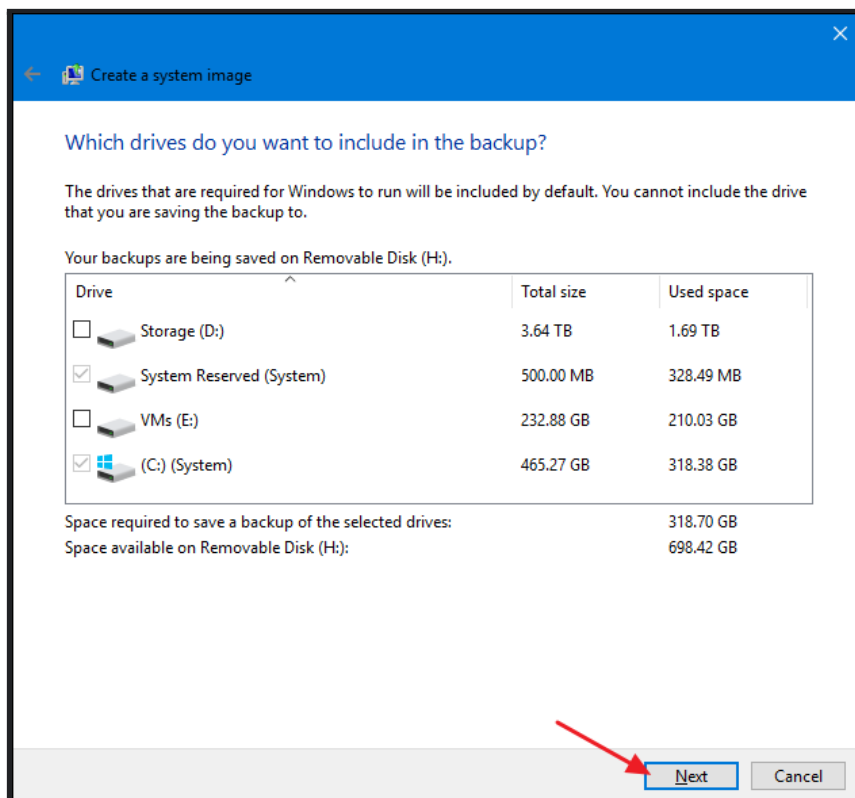 Create a system image
Which drives do you want to include in the backup?
The drives that are required for Windows to run will be included by default. You cannot include the drive
that you are saving the backup to.
Your backups are being saved on Removable Disk (H:).
Drive Total size Used space
Storage (D:) 3.64 TB 1.69 TB
System Reserved (System) 500.00 MB 328.49 MB
VMs (E:) 232.88 GB 210.03 GB
(C:) (System) 465.27 GB 318.38 GB
Space required to save a backup of the selected drives: 318.70 GB
Space available on Removable Disk (H:): 698.42 GB
Next Cancel